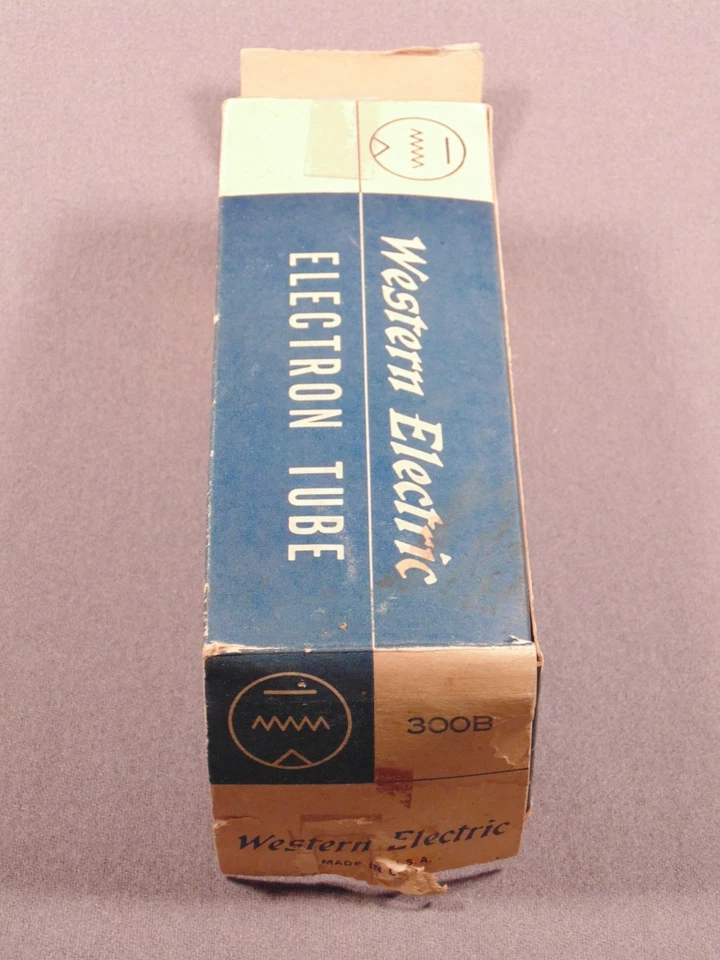 Western Electric
ELECTRON TUBE
300B
Western Electric
MADE IN U.S.A.